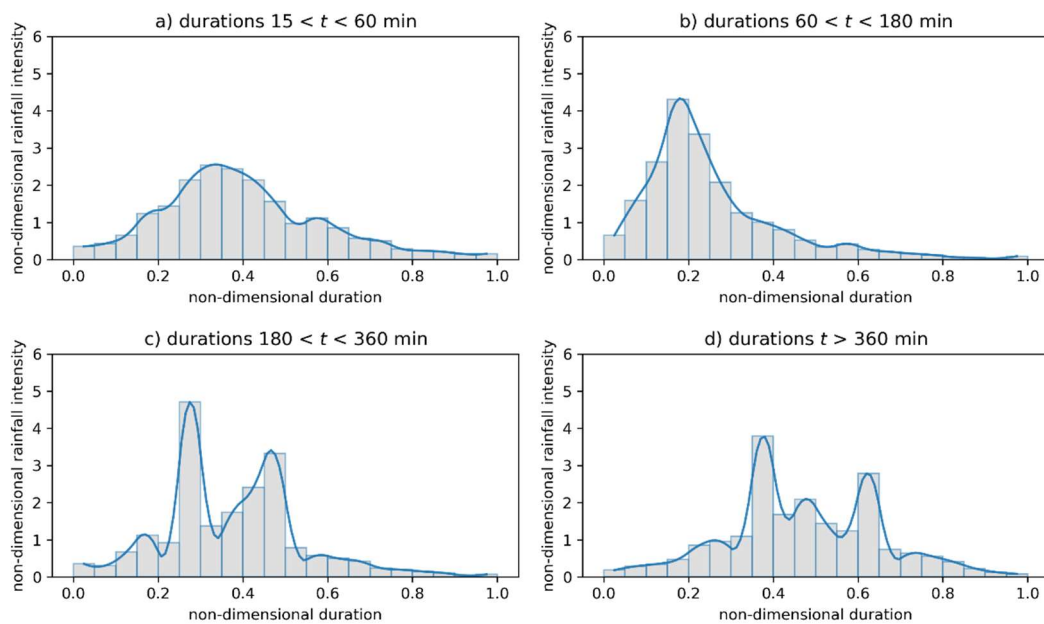 a) durations 15 < t < 60 min
non-dimensional rainfall intensity
6
5
4
3
2
1
0
0.0 0.2 0.4 0.6 0.8 1.0
non-dimensional duration
b) durations 60 < t < 180 min
non-dimensional rainfall intensity
6
5
4
3
2
1
0
0.0 0.2 0.4 0.6 0.8 1.0
non-dimensional duration
c) durations 180 < t < 360 min
non-dimensional rainfall intensity
6
5
4
3
2
1
0
0.0 0.2 0.4 0.6 0.8 1.0
non-dimensional duration
d) durations t > 360 min
non-dimensional rainfall intensity
6
5
4
3
2
1
0
0.0 0.2 0.4 0.6 0.8 1.0
non-dimensional duration